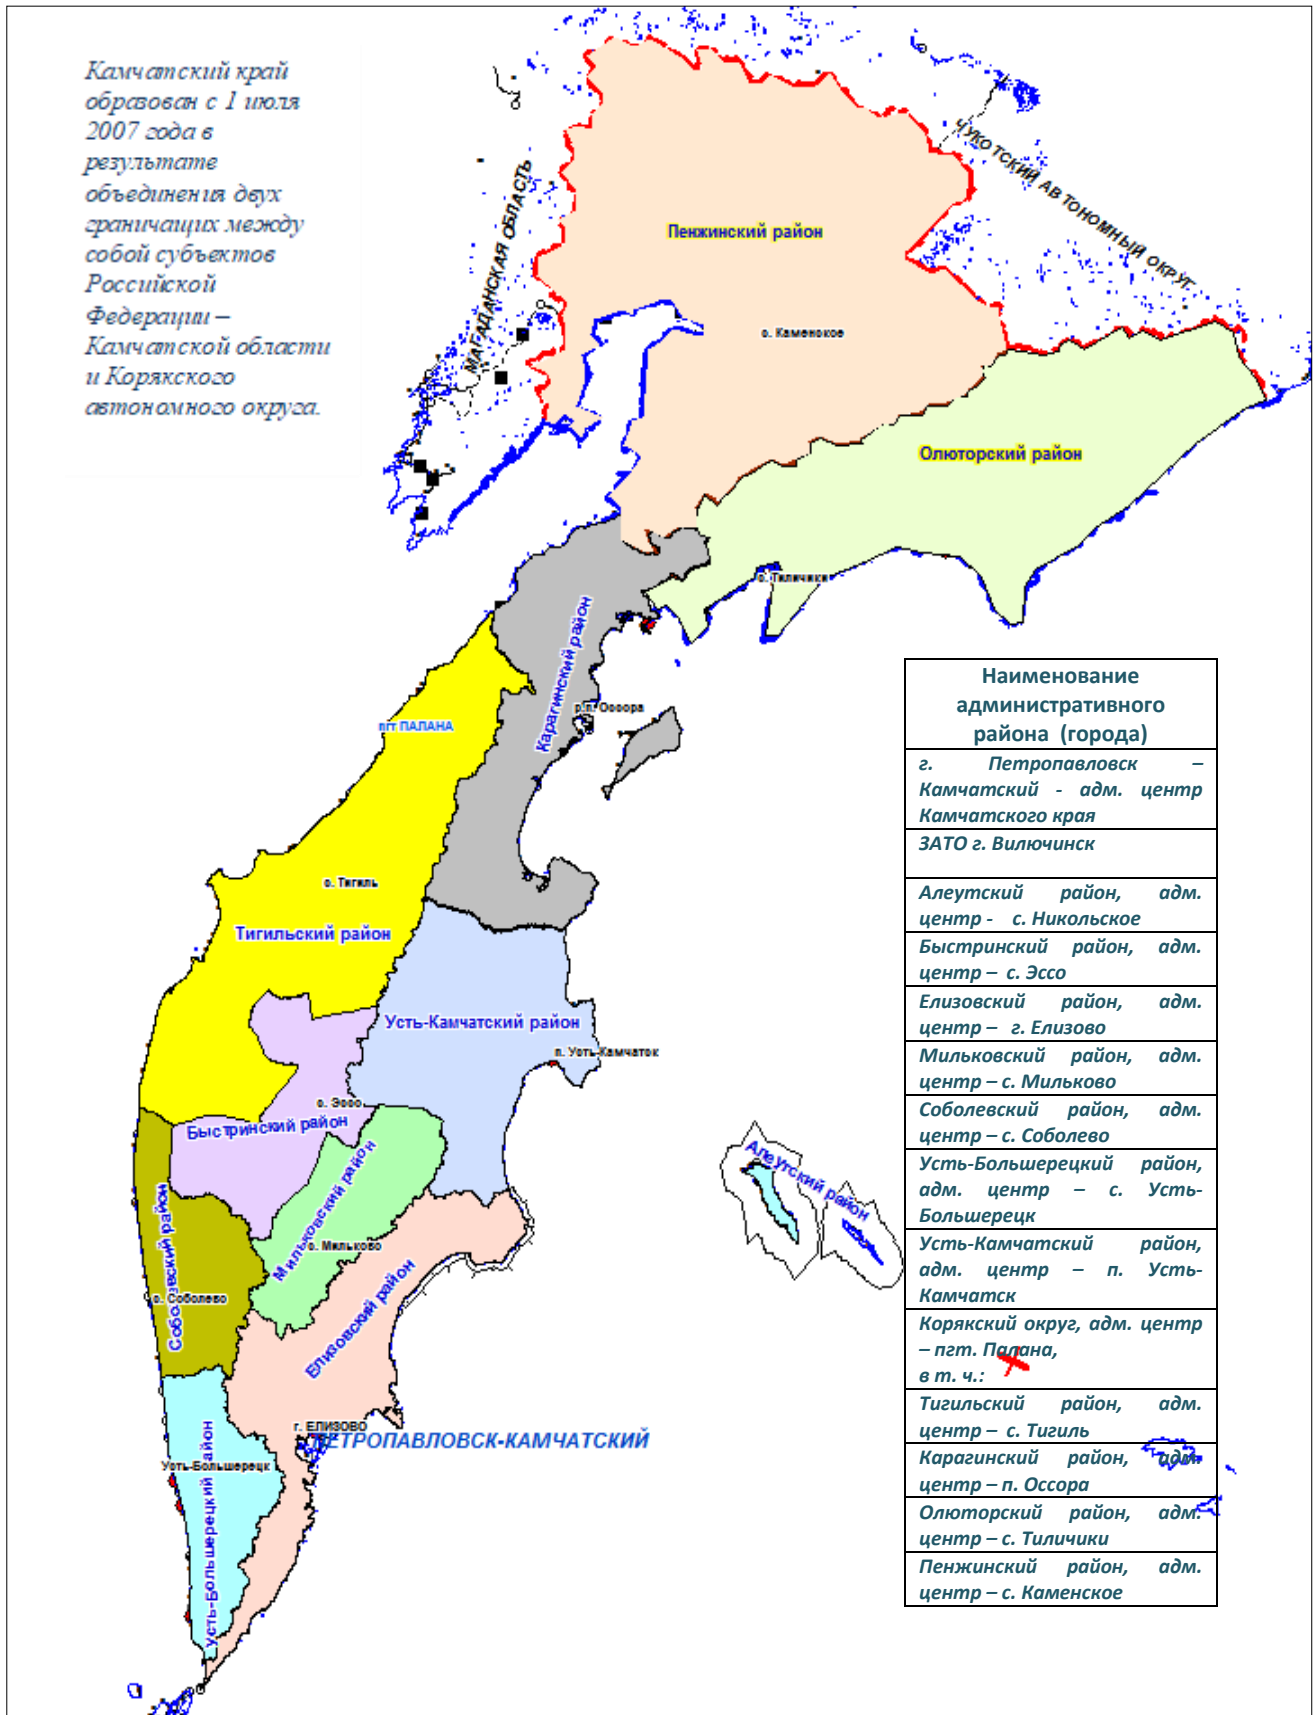 Камчатский край
образован с 1 июля
2007 года в
результате
объединения двух
граничащих между
собой субъектов
Российской
Федерации –
Камчатской области
и Корякского
автономного округа.
ЧУКОТСКИЙ АВТОНОМНЫЙ ОКРУГ
МАГАДАНСКАЯ ОБЛАСТЬ
Пенжинский район
с. Каменское
Олюторский район
с. Тиличики
Карагинский район
р.п. Оссора
пгт ПАЛАНА
с. Тигиль
Тигильский район
Усть-Камчатский район
п. Усть-Камчатск
с. Эссо
Быстринский район
Мильковский район
с. Мильково
Алеутский район
Соболевский район
с. Соболево
Елизовский район
г. ЕЛИЗОВО
ПЕТРОПАВЛОВСК-КАМЧАТСКИЙ
Усть-Большерецк
Усть-Большерецкий район
Наименование
административного
района (города)
г. Петропавловск –
Камчатский - адм. центр
Камчатского края
ЗАТО г. Вилючинск
Алеутский район, адм.
центр - с. Никольское
Быстринский район, адм.
центр – с. Эссо
Елизовский район, адм.
центр – г. Елизово
Мильковский район, адм.
центр – с. Мильково
Соболевский район, адм.
центр – с. Соболево
Усть-Большерецкий район,
адм. центр – с. Усть-
Большерецк
Усть-Камчатский район,
адм. центр – п. Усть-
Камчатск
Корякский округ, адм. центр
– пгт. Палана,
в т. ч.:
Тигильский район, адм.
центр – с. Тигиль
Карагинский район, адм.
центр – п. Оссора
Олюторский район, адм.
центр – с. Тиличики
Пенжинский район, адм.
центр – с. Каменское